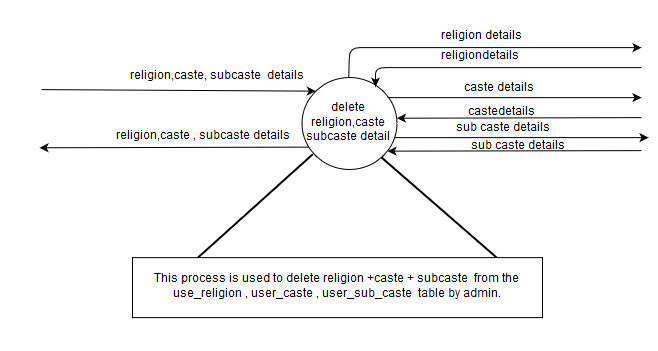 religion details
religiondetails
religion,caste, subcaste details
caste details
delete
religion,caste
subcaste detail
castedetails
sub caste details
religion,caste , subcaste details
sub caste details
This process is used to delete religion +caste + subcaste from the
use_religion , user_caste , user_sub_caste table by admin.